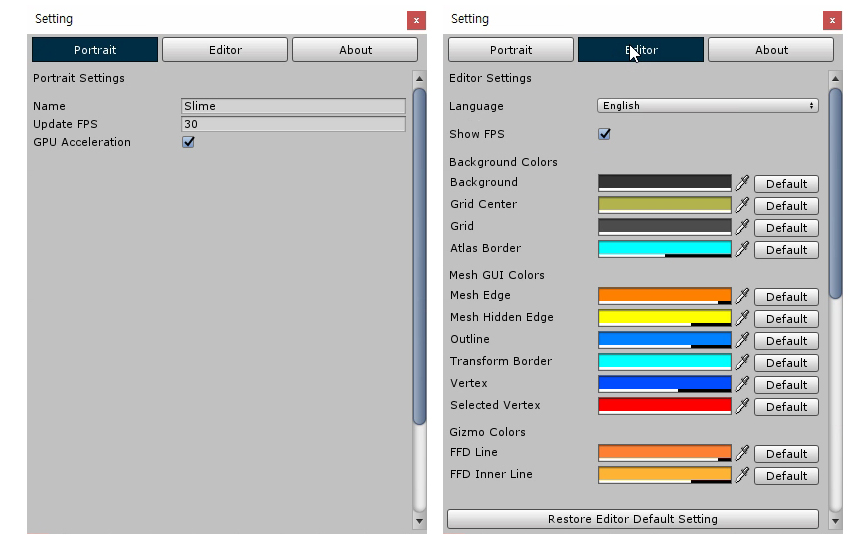 Setting
x
Portrait Editor About
Portrait Settings
Name Slime
Update FPS 30
GPU Acceleration
Setting
x
Portrait Editor About
Editor Settings
Language English
Show FPS
Background Colors
Background Default
Grid Center Default
Grid Default
Atlas Border Default
Mesh GUI Colors
Mesh Edge Default
Mesh Hidden Edge Default
Outline Default
Transform Border Default
Vertex Default
Selected Vertex Default
Gizmo Colors
FFD Line Default
FFD Inner Line Default
Restore Editor Default Setting